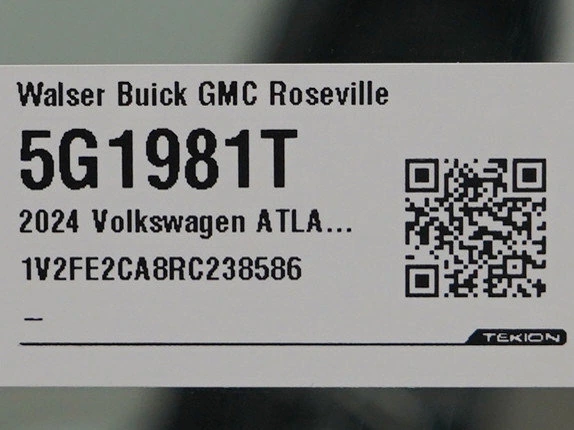 Walser Buick GMC Roseville
5G1981T
2024 Volkswagen ATLA...
1V2FE2CA8RC238586
–
TEKION